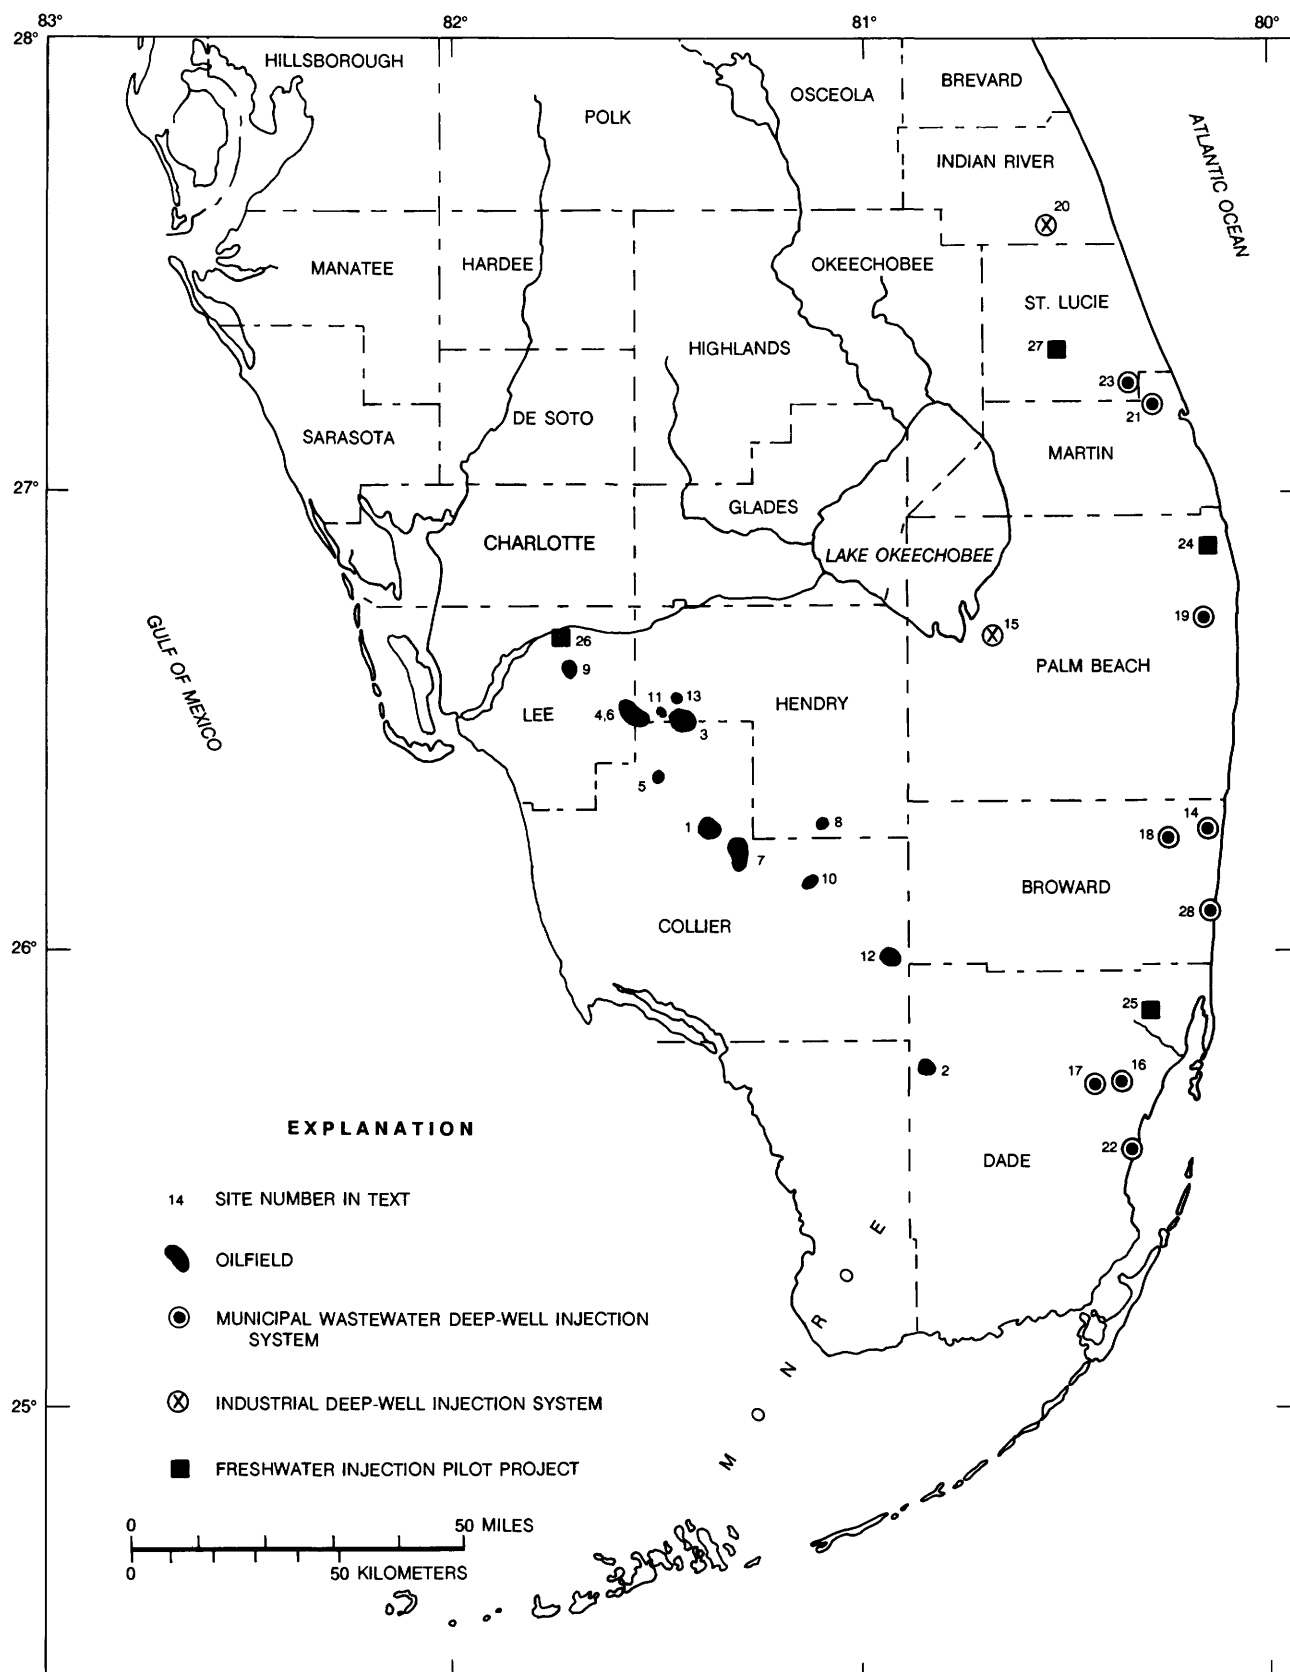 83°
82°
81°
80°
28°
HILLSBOROUGH
POLK
OSCEOLA
BREVARD
ATLANTIC OCEAN
INDIAN RIVER
20
MANATEE
HARDEE
OKEECHOBEE
ST. LUCIE
27
HIGHLANDS
23
21
DE SOTO
SARASOTA
MARTIN
27°
GLADES
CHARLOTTE
LAKE OKEECHOBEE
24
19
15
GULF OF MEXICO
26
9
PALM BEACH
LEE
4,6
11
13
3
HENDRY
5
1
7
8
10
18
14
BROWARD
28
COLLIER
26°
12
25
2
17
16
22
DADE
MONROE
25°
EXPLANATION
14 SITE NUMBER IN TEXT
OILFIELD
MUNICIPAL WASTEWATER DEEP-WELL INJECTION
SYSTEM
INDUSTRIAL DEEP-WELL INJECTION SYSTEM
FRESHWATER INJECTION PILOT PROJECT
0 50 MILES
0 50 KILOMETERS